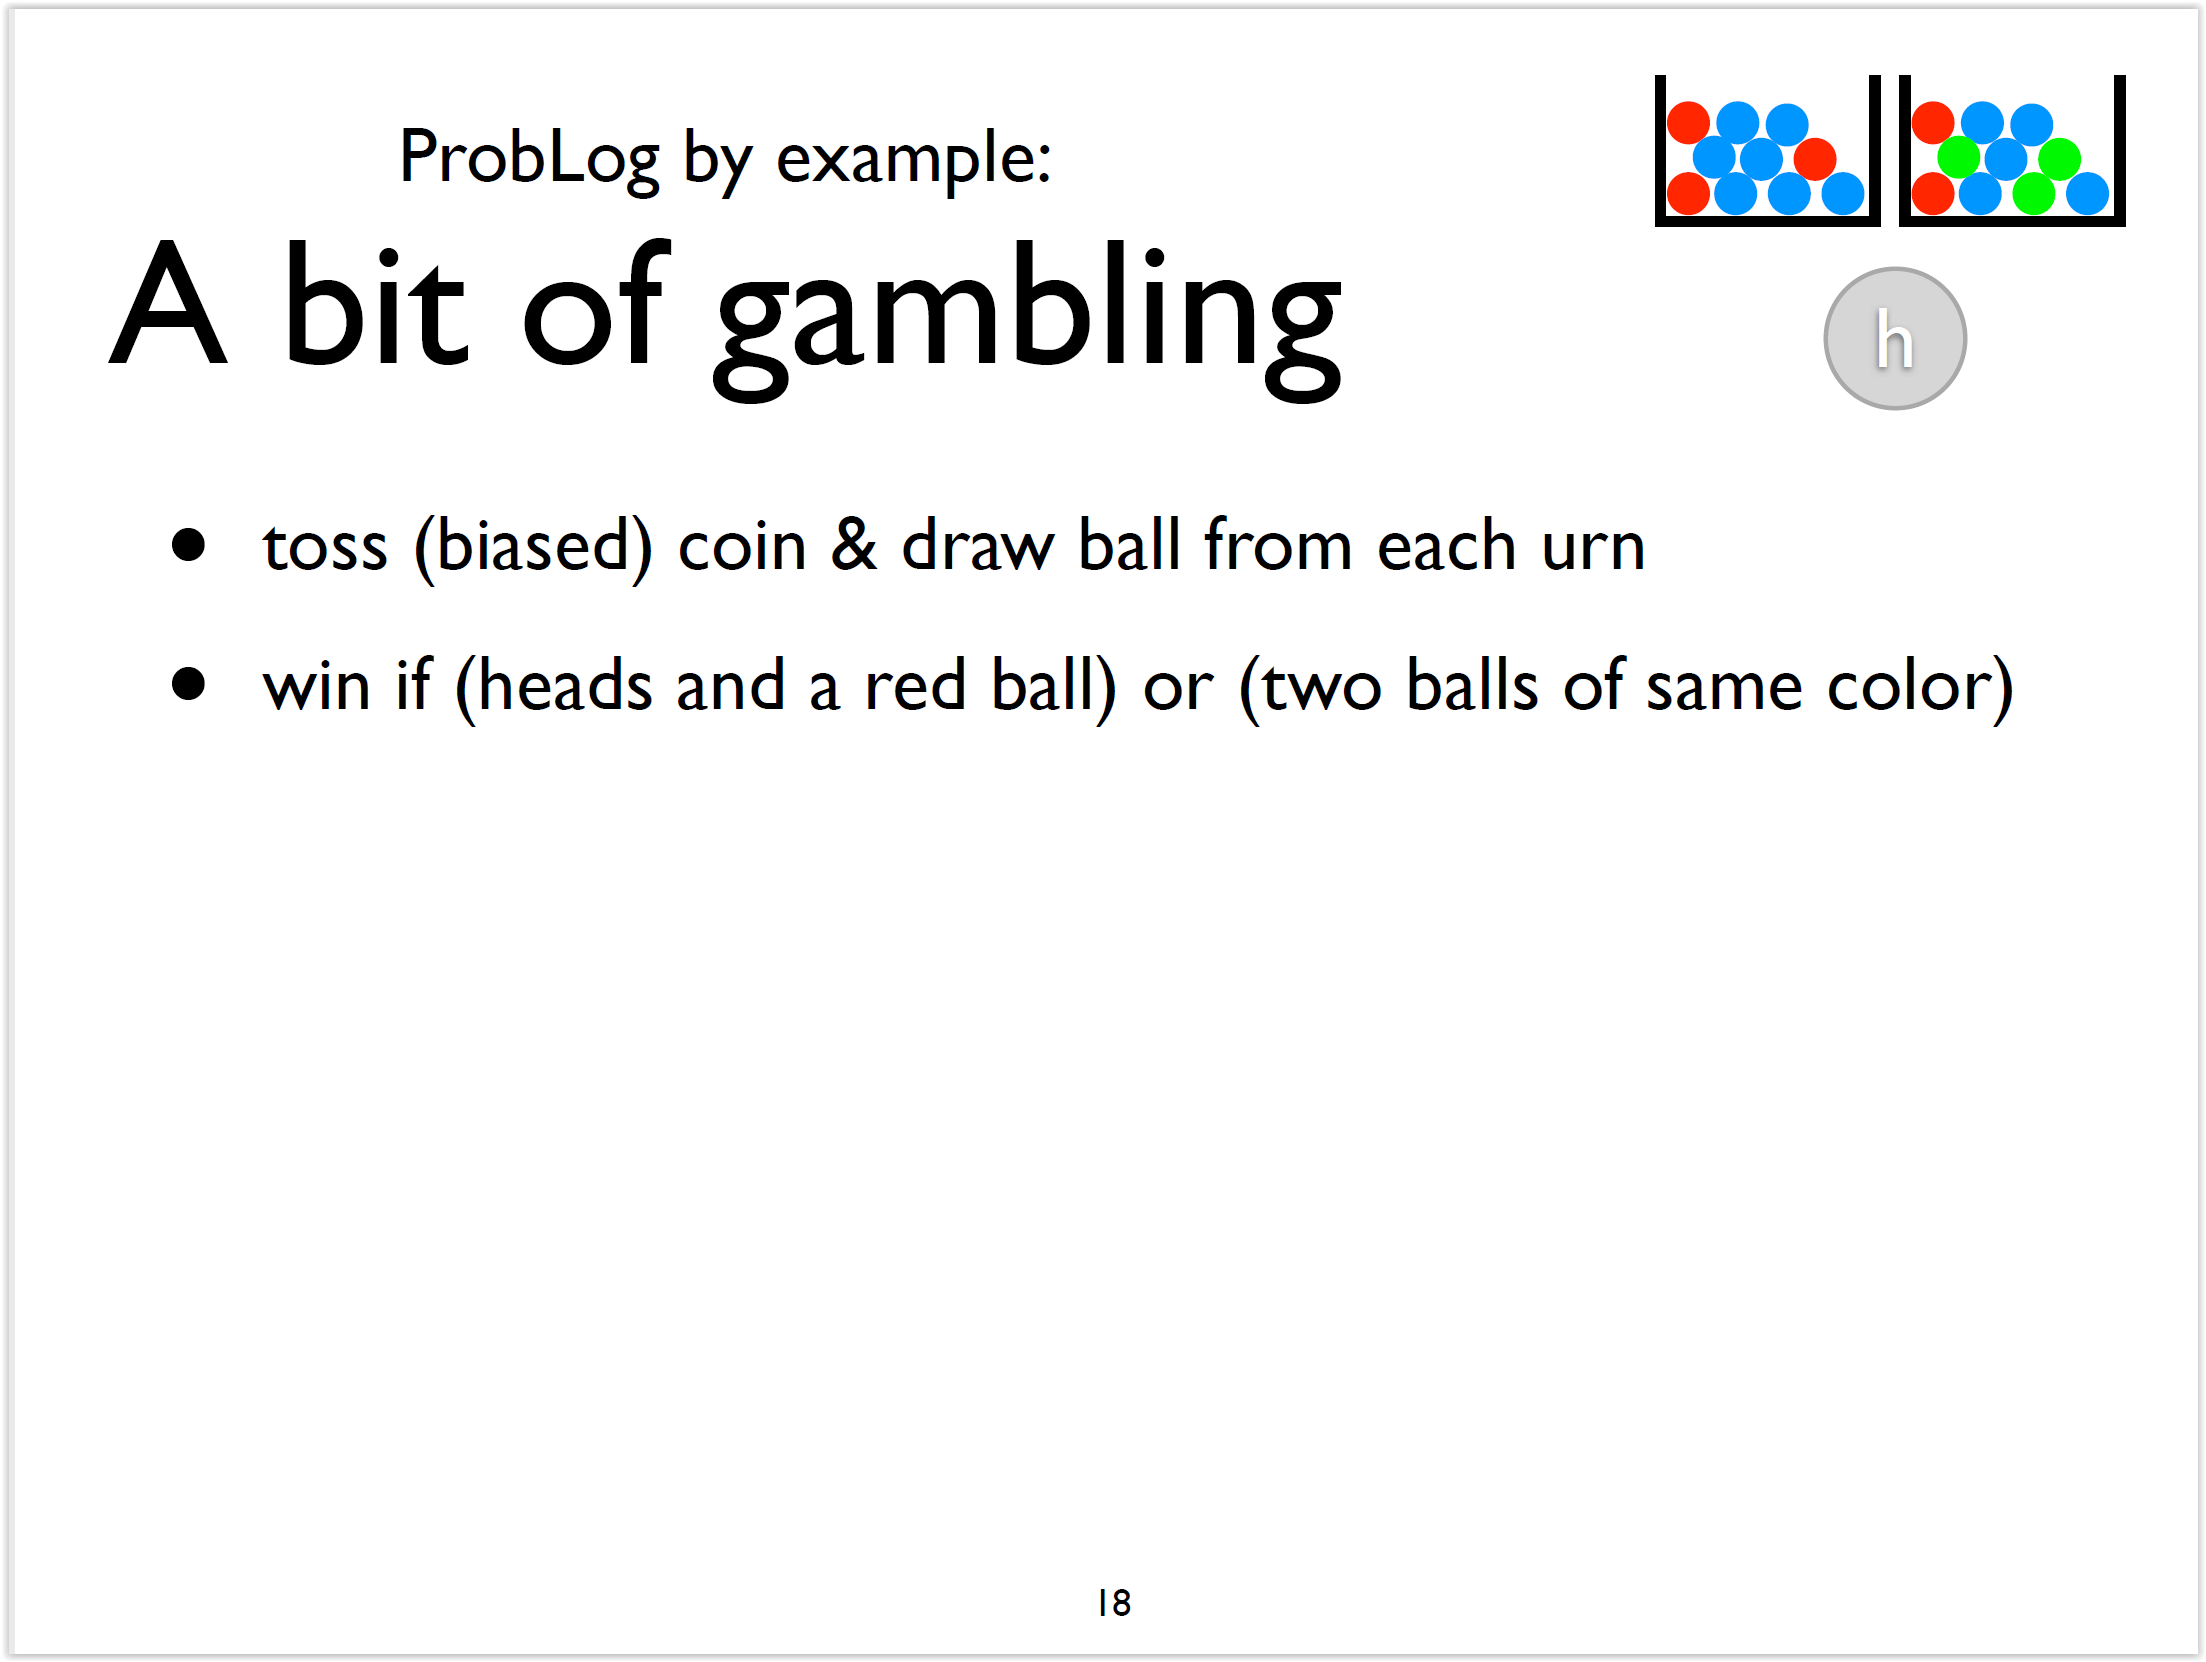 ProbLog by example:
A bit of gambling
h
• toss (biased) coin & draw ball from each urn
• win if (heads and a red ball) or (two balls of same color)
18